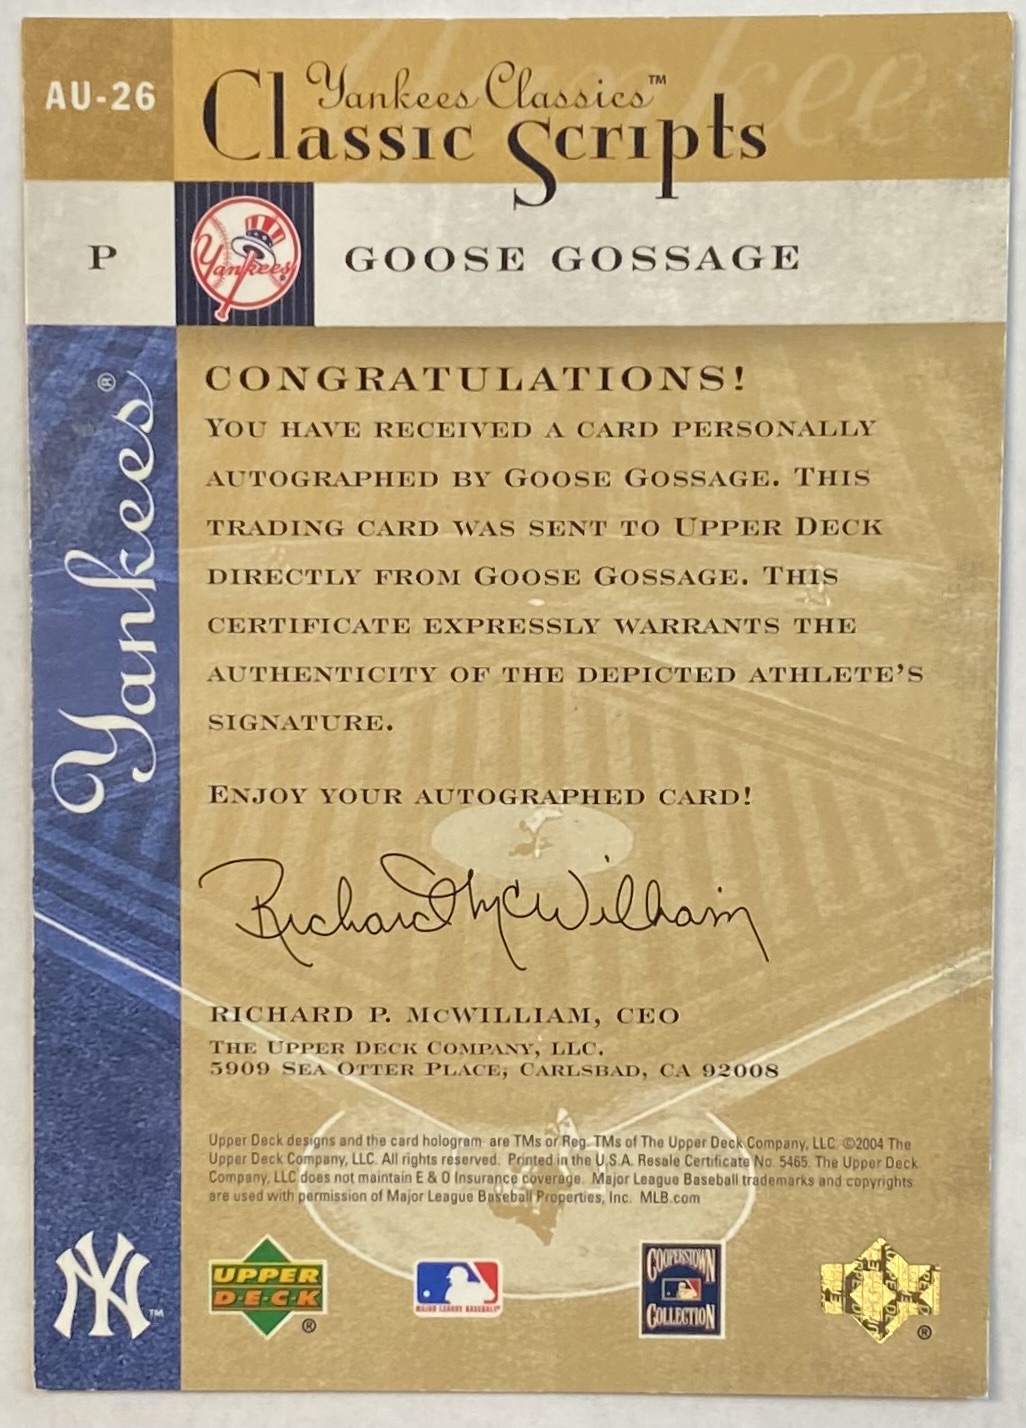 AU-26
Yankees Classics™
Classic Scripts
P
Yankees
GOOSE GOSSAGE
Yankees®
CONGRATULATIONS!
YOU HAVE RECEIVED A CARD PERSONALLY
AUTOGRAPHED BY GOOSE GOSSAGE. THIS
TRADING CARD WAS SENT TO UPPER DECK
DIRECTLY FROM GOOSE GOSSAGE. THIS
CERTIFICATE EXPRESSLY WARRANTS THE
AUTHENTICITY OF THE DEPICTED ATHLETE'S
SIGNATURE.
ENJOY YOUR AUTOGRAPHED CARD!
Richard McWilliam
RICHARD P. MCWILLIAM, CEO
THE UPPER DECK COMPANY, LLC.
5909 SEA OTTER PLACE, CARLSBAD, CA 92008
Upper Deck designs and the card hologram are TMs or Reg. TMs of The Upper Deck Company, LLC. ©2004 The
Upper Deck Company, LLC. All rights reserved. Printed in the U.S.A. Resale Certificate No. 5465. The Upper Deck
Company, LLC does not maintain E & O Insurance coverage. Major League Baseball trademarks and copyrights
are used with permission of Major League Baseball Properties, Inc. MLB.com
NY™
UPPER
DECK®
MAJOR LEAGUE BASEBALL
COOPERSTOWN
COLLECTION
®